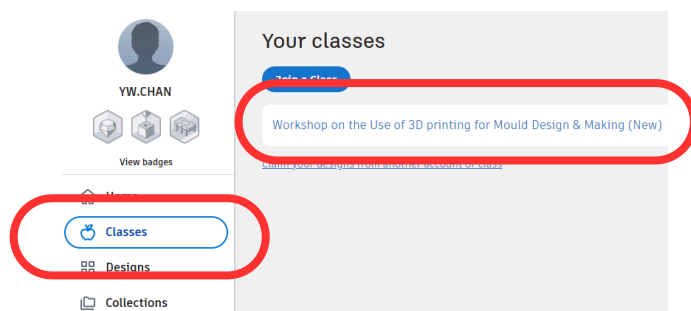 YW.CHAN
View badges
Home
Classes
Designs
Collections
Your classes
Join a Class
Workshop on the Use of 3D printing for Mould Design & Making (New)
Claim your designs from another account or class